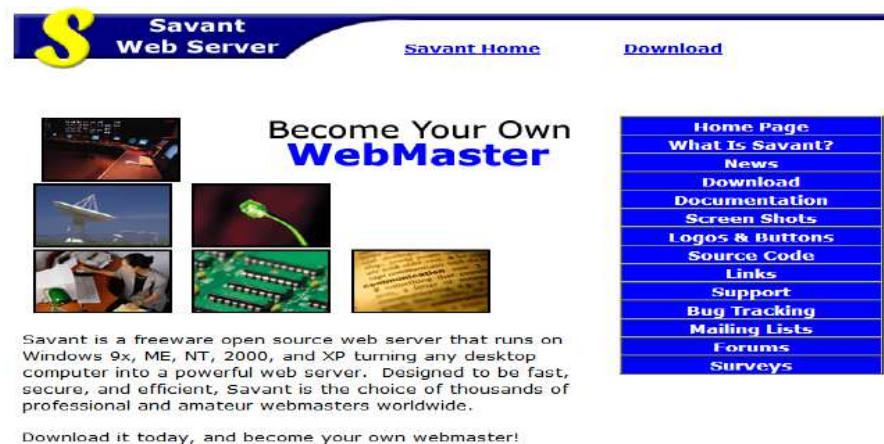 Savant
Web Server
Savant Home
Download
Become Your Own
WebMaster
communication
Savant is a freeware open source web server that runs on
Windows 9x, ME, NT, 2000, and XP turning any desktop
computer into a powerful web server. Designed to be fast,
secure, and efficient, Savant is the choice of thousands of
professional and amateur webmasters worldwide.
Download it today, and become your own webmaster!
Home Page
What Is Savant?
News
Download
Documentation
Screen Shots
Logos & Buttons
Source Code
Links
Support
Bug Tracking
Mailing Lists
Forums
Surveys